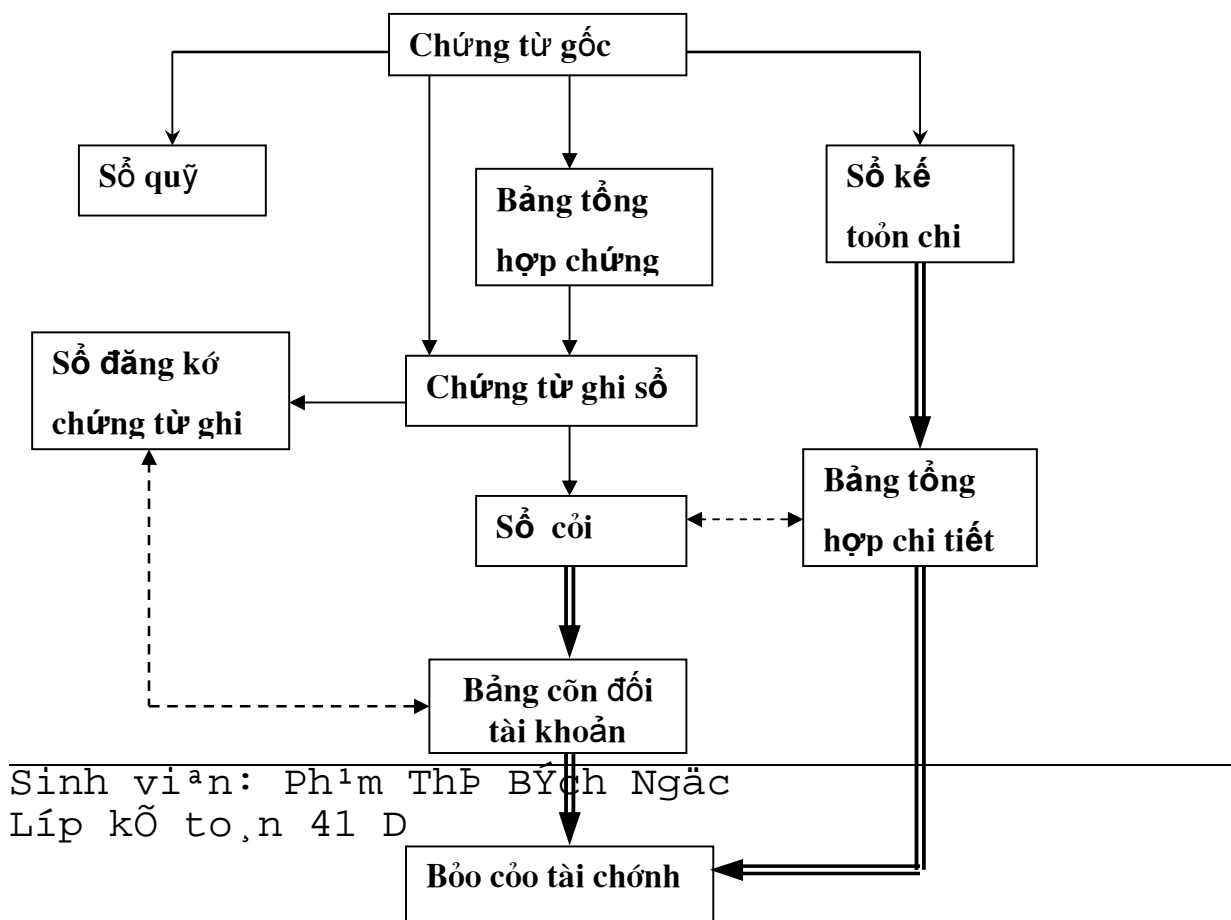 Chứng từ gốc
Sổ quỹ
Bảng tổng
hợp chứng
Sổ kế
toỏn chi
Sổ đăng kớ
chứng từ ghi
Chứng từ ghi sổ
Bảng tổng
hợp chi tiết
Sổ cỏi
Bảng cõn đối
tài khoản
Sinh viªn: Ph¹m ThÞ BÝch Ngäc
Líp kÕ to¸n 41 D
Bỏo cỏo tài chớnh